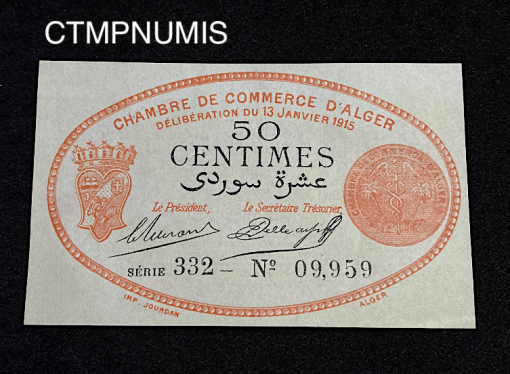 CTMPNUMIS
CHAMBRE DE COMMERCE D'ALGER
DÉLIBÉRATION DU 13 JANVIER 1915
50
CENTIMES
عشرة سوردى
Le Président, Le Secrétaire Trésorier,
SÉRIE 332 – Nº 09,959
IMP. JOURDAN ALGER